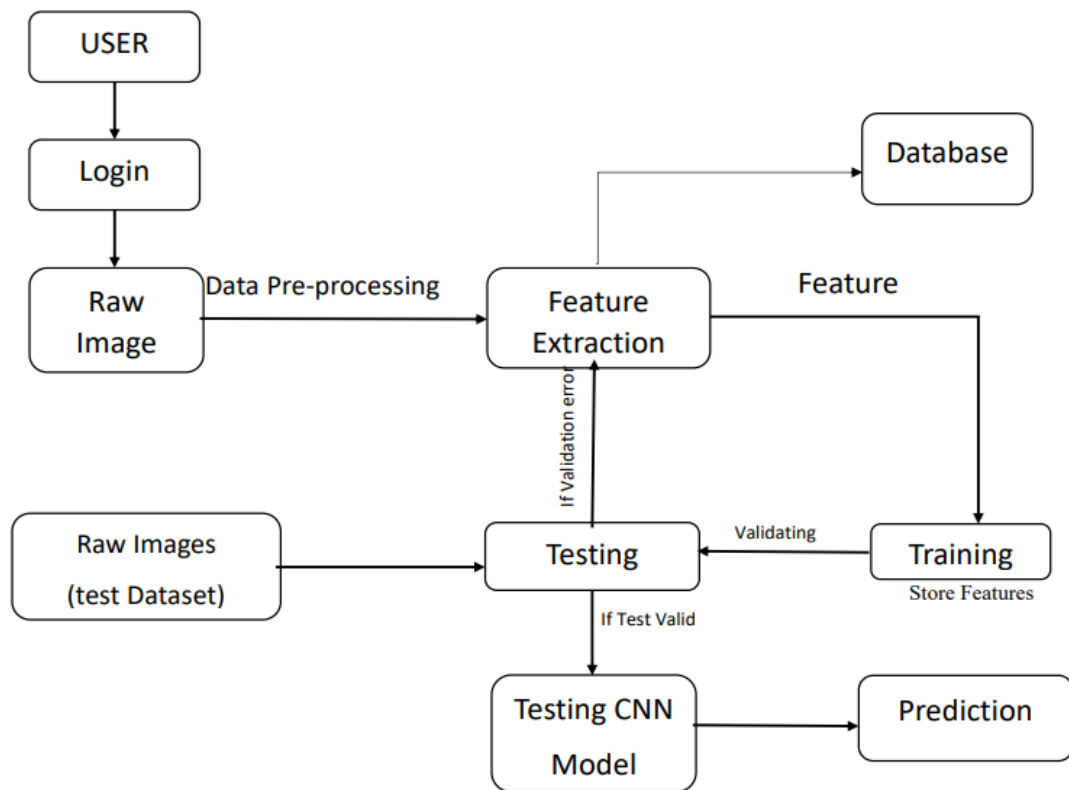 USER
Login
Database
Raw
Image
Data Pre-processing
Feature
Extraction
Feature
If Validation error
Raw Images
(test Dataset)
Testing
Validating
Training
Store Features
If Test Valid
Testing CNN
Model
Prediction